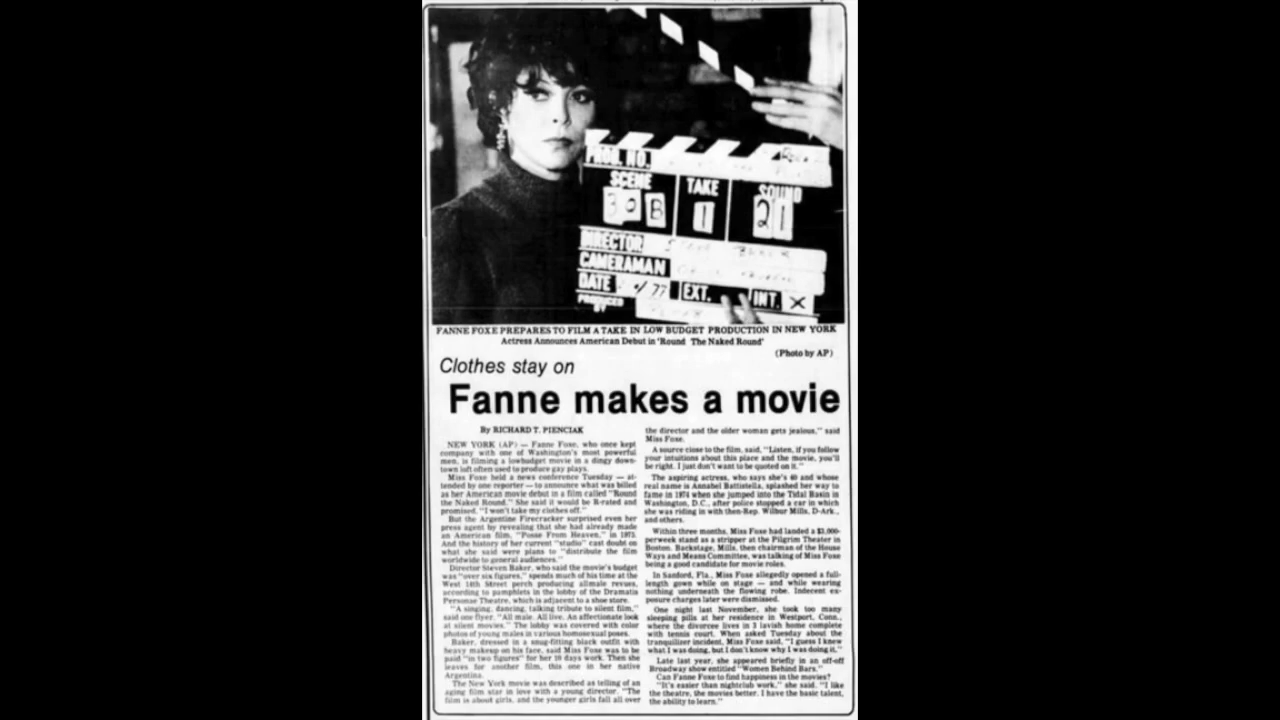 PROD. NO.
SCENE
TAKE
SOUND
39 B
1
21
DIRECTOR
CAMERAMAN
DATE /77 EXT. INT. X
PRODUCED
BY
FANNE FOXE PREPARES TO FILM A TAKE IN LOW BUDGET PRODUCTION IN NEW YORK
Actress Announces American Debut in 'Round The Naked Round'
(Photo by AP)
Clothes stay on
Fanne makes a movie
By RICHARD T. PIENCIAK
NEW YORK (AP) — Fanne Foxe, who once kept
company with one of Washington's most powerful
men, is filming a lowbudget movie in a dingy down-
town loft often used to produce gay plays.
Miss Foxe held a news conference Tuesday — at-
tended by one reporter — to announce what was billed
as her American movie debut in a film called "Round
the Naked Round." She said it would be R-rated and
promised, "I won't take my clothes off."
But the Argentine Firecracker surprised even her
press agent by revealing that she had already made
an American film, "Posse From Heaven," in 1975.
And the history of her current "studio" cast doubt on
what she said were plans to "distribute the film
worldwide to general audiences."
Director Steven Baker, who said the movie's budget
was "over six figures," spends much of his time at the
West 14th Street perch producing allmale revues,
according to pamphlets in the lobby of the Dramatis
Personae Theatre, which is adjacent to a shoe store.
"A singing, dancing, talking tribute to silent film,"
said one flyer. "All male. All live. An affectionate look
at silent movies." The lobby was covered with color
photos of young males in various homosexual poses.
Baker, dressed in a snug-fitting black outfit with
heavy makeup on his face, said Miss Foxe was to be
paid "in two figures" for her 10 days work. Then she
leaves for another film, this one in her native
Argentina.
The New York movie was described as telling of an
aging film star in love with a young director. "The
film is about girls, and the younger girls fall all over
the director and the older woman gets jealous," said
Miss Foxe.
A source close to the film, said, "Listen, if you follow
your intuitions about this place and the movie, you'll
be right. I just don't want to be quoted on it."
The aspiring actress, who says she's 40 and whose
real name is Annabel Battistella, splashed her way to
fame in 1974 when she jumped into the Tidal Basin in
Washington, D.C., after police stopped a car in which
she was riding in with then-Rep. Wilbur Mills, D-Ark.,
and others.
Within three months, Miss Foxe had landed a $3,000-
perweek stand as a stripper at the Pilgrim Theater in
Boston. Backstage, Mills, then chairman of the House
Ways and Means Committee, was talking of Miss Foxe
being a good candidate for movie roles.
In Sanford, Fla., Miss Foxe allegedly opened a full-
length gown while on stage — and while wearing
nothing underneath the flowing robe. Indecent ex-
posure charges later were dismissed.
One night last November, she took too many
sleeping pills at her residence in Westport, Conn.,
where the divorcee lives in a lavish home complete
with tennis court. When asked Tuesday about the
tranquilizer incident, Miss Foxe said, "I guess I knew
what I was doing, but I don't know why I was doing it."
Late last year, she appeared briefly in an off-off
Broadway show entitled "Women Behind Bars."
Can Fanne Foxe to find happiness in the movies?
"It's easier than nightclub work," she said. "I like
the theatre, the movies better. I have the basic talent,
the ability to learn."